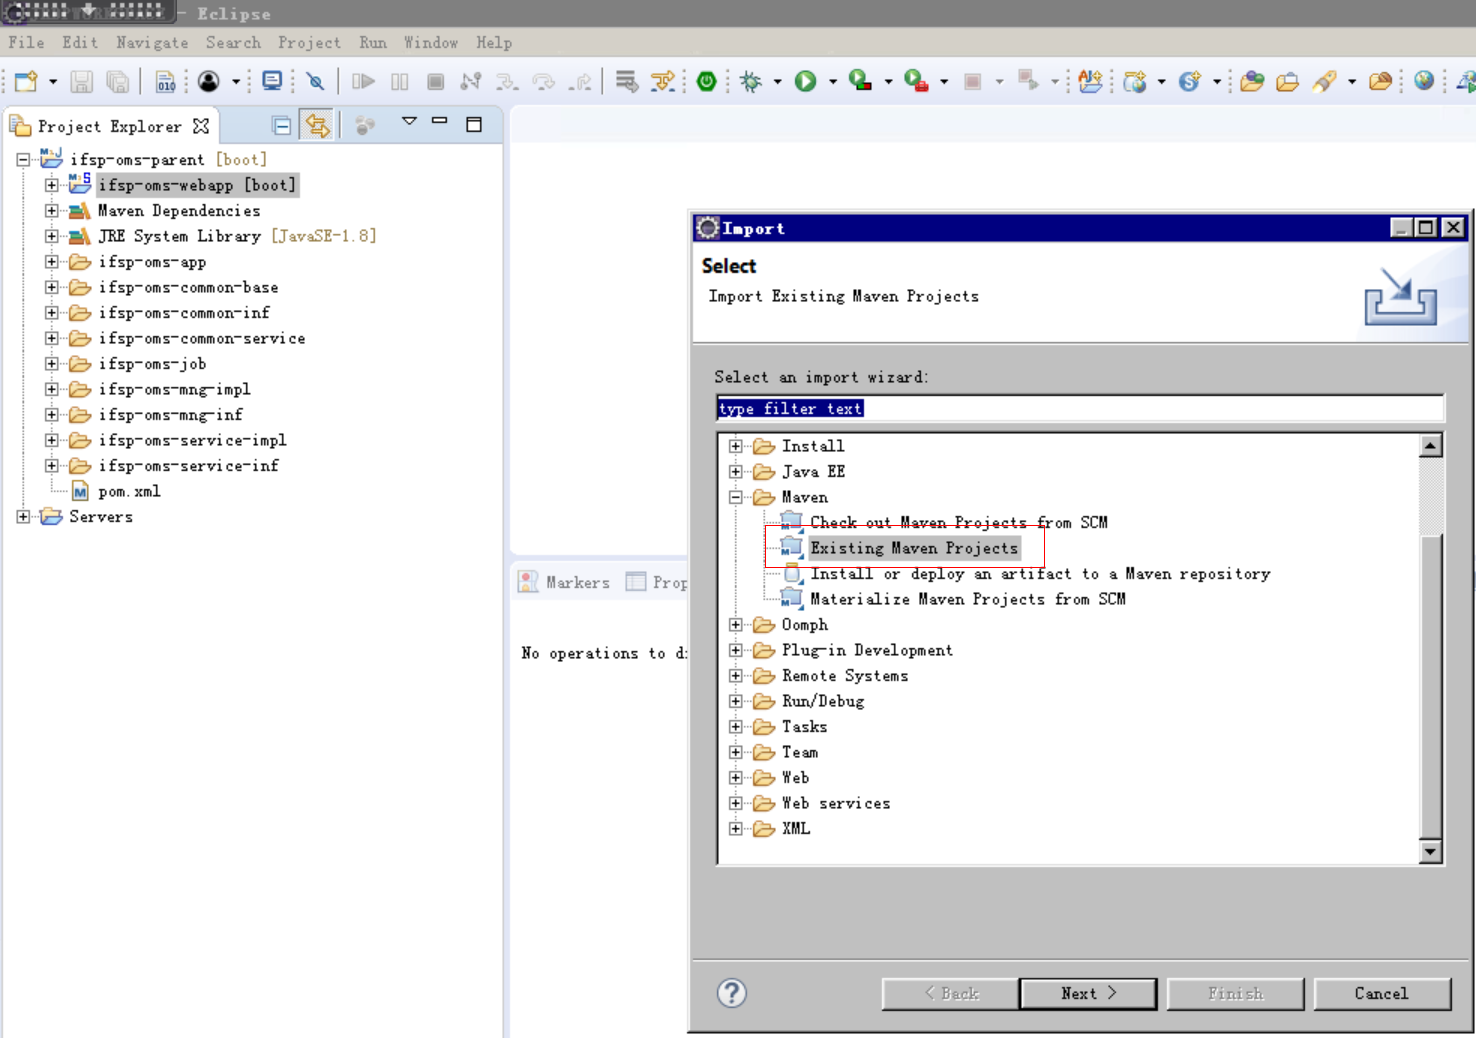 - Eclipse
File Edit Navigate Search Project Run Window Help
Project Explorer
ifsp-oms-parent [boot]
ifsp-oms-webapp [boot]
Maven Dependencies
JRE System Library [JavaSE-1.8]
ifsp-oms-app
ifsp-oms-common-base
ifsp-oms-common-inf
ifsp-oms-common-service
ifsp-oms-job
ifsp-oms-mng-impl
ifsp-oms-mng-inf
ifsp-oms-service-impl
ifsp-oms-service-inf
pom.xml
Servers
Markers Prop
No operations to di
Import
Select
Import Existing Maven Projects
Select an import wizard:
type filter text
Install
Java EE
Maven
Check out Maven Projects from SCM
Existing Maven Projects
Install or deploy an artifact to a Maven repository
Materialize Maven Projects from SCM
Oomph
Plug-in Development
Remote Systems
Run/Debug
Tasks
Team
Web
Web services
XML
< Back Next > Finish Cancel